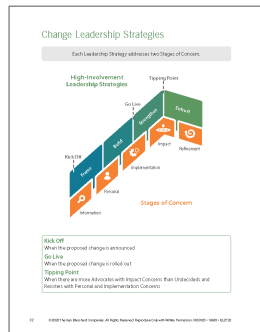 Change Leadership Strategies
Each Leadership Strategy addresses two Stages of Concern.
High-Involvement
Leadership Strategies
Tipping Point
Go Live
Kick Off
Frame
Build
Strengthen
Entrust
Information
Personal
Implementation
Impact
Refinement
Stages of Concern
Kick Off
When the proposed change is announced
Go Live
When the proposed change is rolled out
Tipping Point
When there are more Advocates with Impact Concerns than Undecideds and
Resisters with Personal and Implementation Concerns